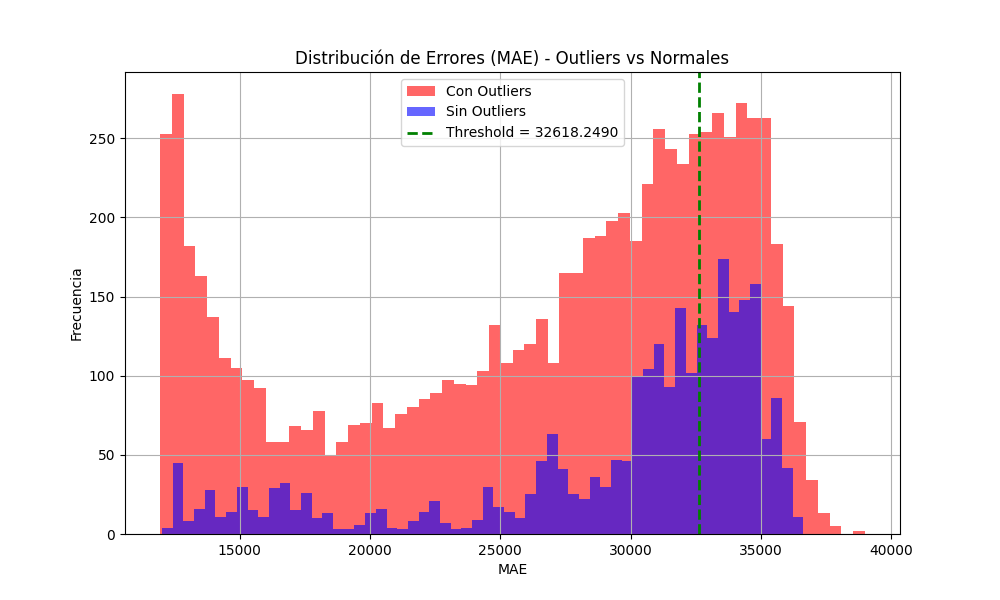 Distribución de Errores (MAE) - Outliers vs Normales
Con Outliers
Sin Outliers
Threshold = 32618.2490
Frecuencia
250
200
150
100
50
0
15000
20000
25000
30000
35000
40000
MAE